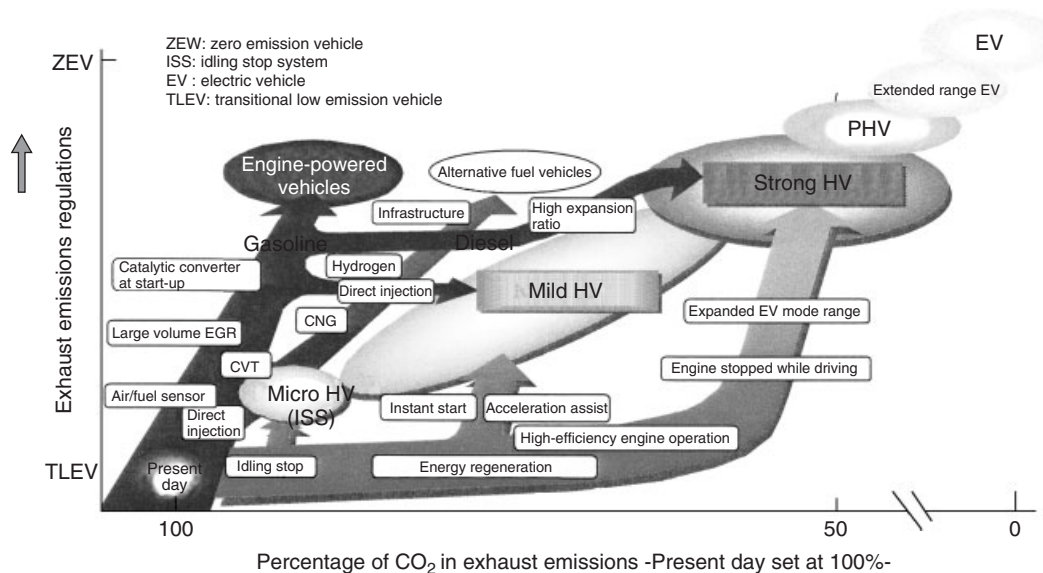 ZEW: zero emission vehicle
ISS: idling stop system
EV : electric vehicle
TLEV: transitional low emission vehicle
ZEV
EV
Extended range EV
PHV
Engine-powered
vehicles
Alternative fuel vehicles
Strong HV
Exhaust emissions regulations
Infrastructure
High expansion
ratio
Gasoline
Diesel
Catalytic converter
at start-up
Hydrogen
Direct injection
Mild HV
CNG
Expanded EV mode range
Large volume EGR
CVT
Engine stopped while driving
Air/fuel sensor
Micro HV
(ISS)
Direct
injection
Instant start
Acceleration assist
High-efficiency engine operation
TLEV
Present
day
Idling stop
Energy regeneration
100
50
0
Percentage of CO₂ in exhaust emissions -Present day set at 100%-